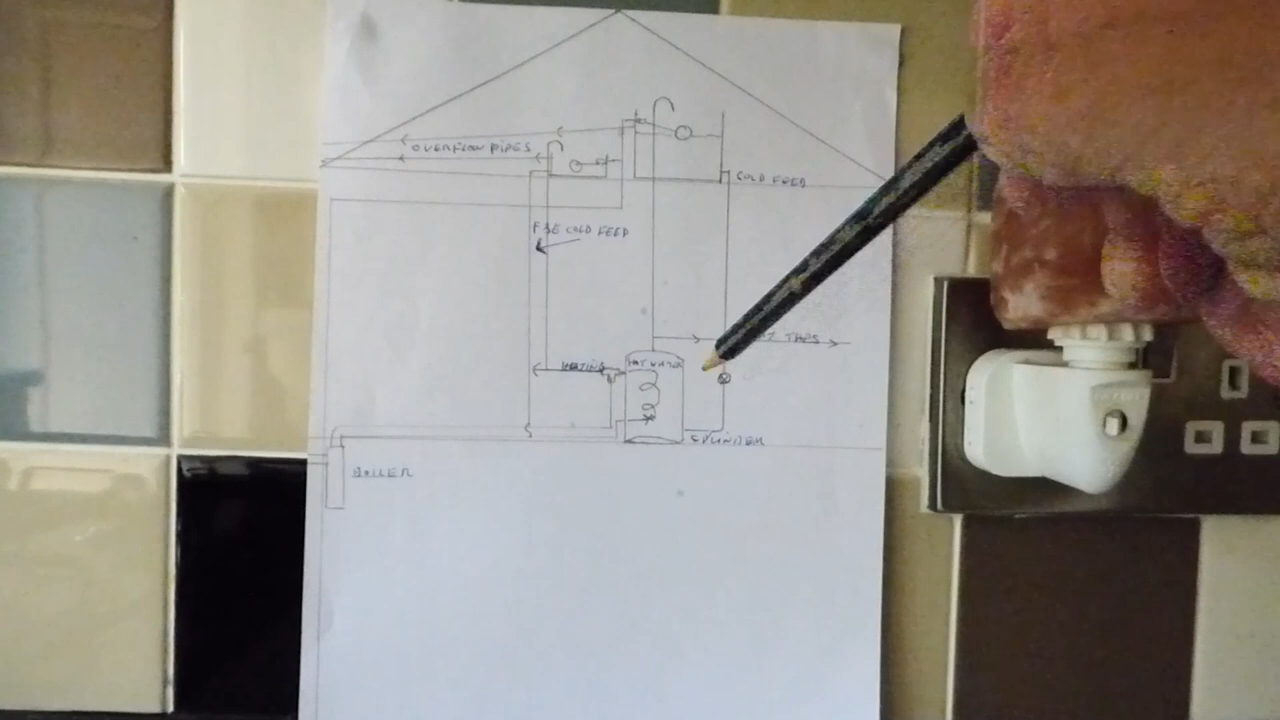 OVERFLOW PIPES
COLD FEED
F&E COLD FEED
TAPS
HEATING
HOT WATER
CYLINDER
BOILER